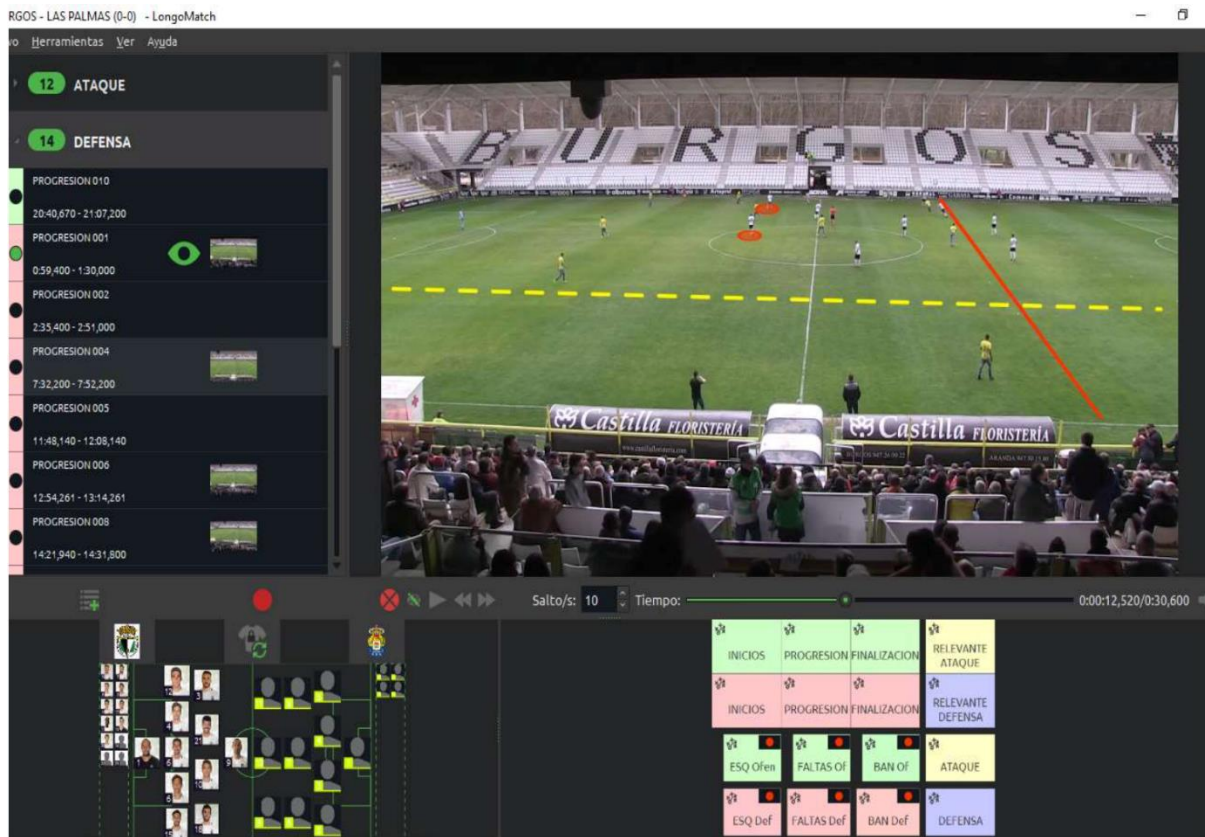 RGOS - LAS PALMAS (0-0) - LongoMatch
vo Herramientas Ver Ayuda
12 ATAQUE
14 DEFENSA
PROGRESION 010
20:40,670 - 21:07,200
PROGRESION 001
0:59,400 - 1:30,000
PROGRESION 002
2:35,400 - 2:51,000
PROGRESION 004
7:32,200 - 7:52,200
PROGRESION 005
11:48,140 - 12:08,140
PROGRESION 006
12:54,261 - 13:14,261
PROGRESION 008
14:21,940 - 14:31,800
BURGOS
Castilla FLORISTERÍA
Castilla FLORISTERÍA
Salto/s: 10 Tiempo: 0:00:12,520/0:30,600
INICIOS PROGRESION FINALIZACION RELEVANTE
ATAQUE
INICIOS PROGRESION FINALIZACION RELEVANTE
DEFENSA
ESQ Ofen FALTAS Of BAN Of ATAQUE
ESQ Def FALTAS Def BAN Def DEFENSA